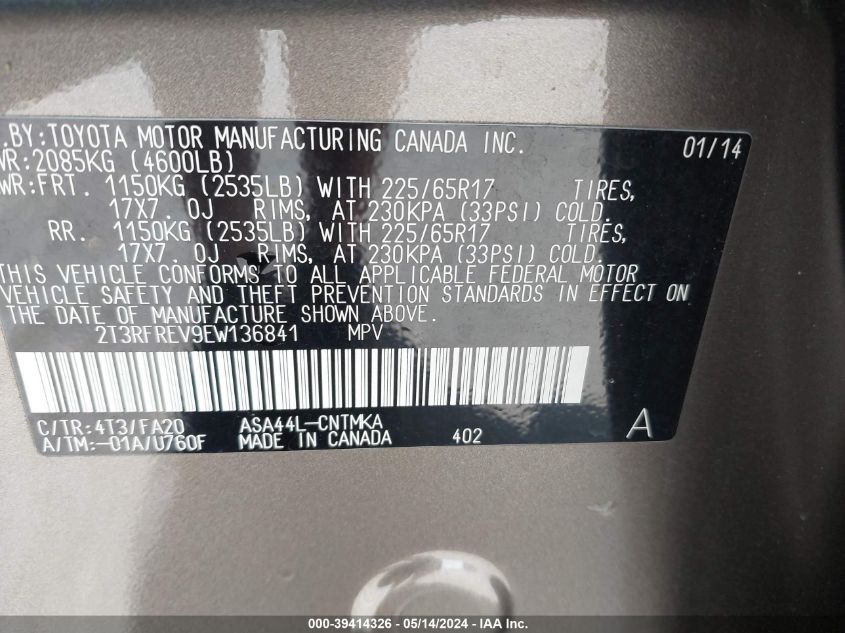 .BY:TOYOTA MOTOR MANUFACTURING CANADA INC. 01/14
WR:2085KG (4600LB)
WR:FRT. 1150KG (2535LB) WITH 225/65R17 TIRES,
17X7.0J RIMS, AT 230KPA (33PSI) COLD.
RR. 1150KG (2535LB) WITH 225/65R17 TIRES,
17X7.0J RIMS, AT 230KPA (33PSI) COLD.
THIS VEHICLE CONFORMS TO ALL APPLICABLE FEDERAL MOTOR
VEHICLE SAFETY AND THEFT PREVENTION STANDARDS IN EFFECT ON
THE DATE OF MANUFACTURE SHOWN ABOVE.
2T3RFREV9EW136841 MPV
C/TR:4T3/FA20 ASA44L-CNTMKA
A/TM:-01A/U760F MADE IN CANADA 402 A
000-39414326 - 05/14/2024 - IAA Inc.